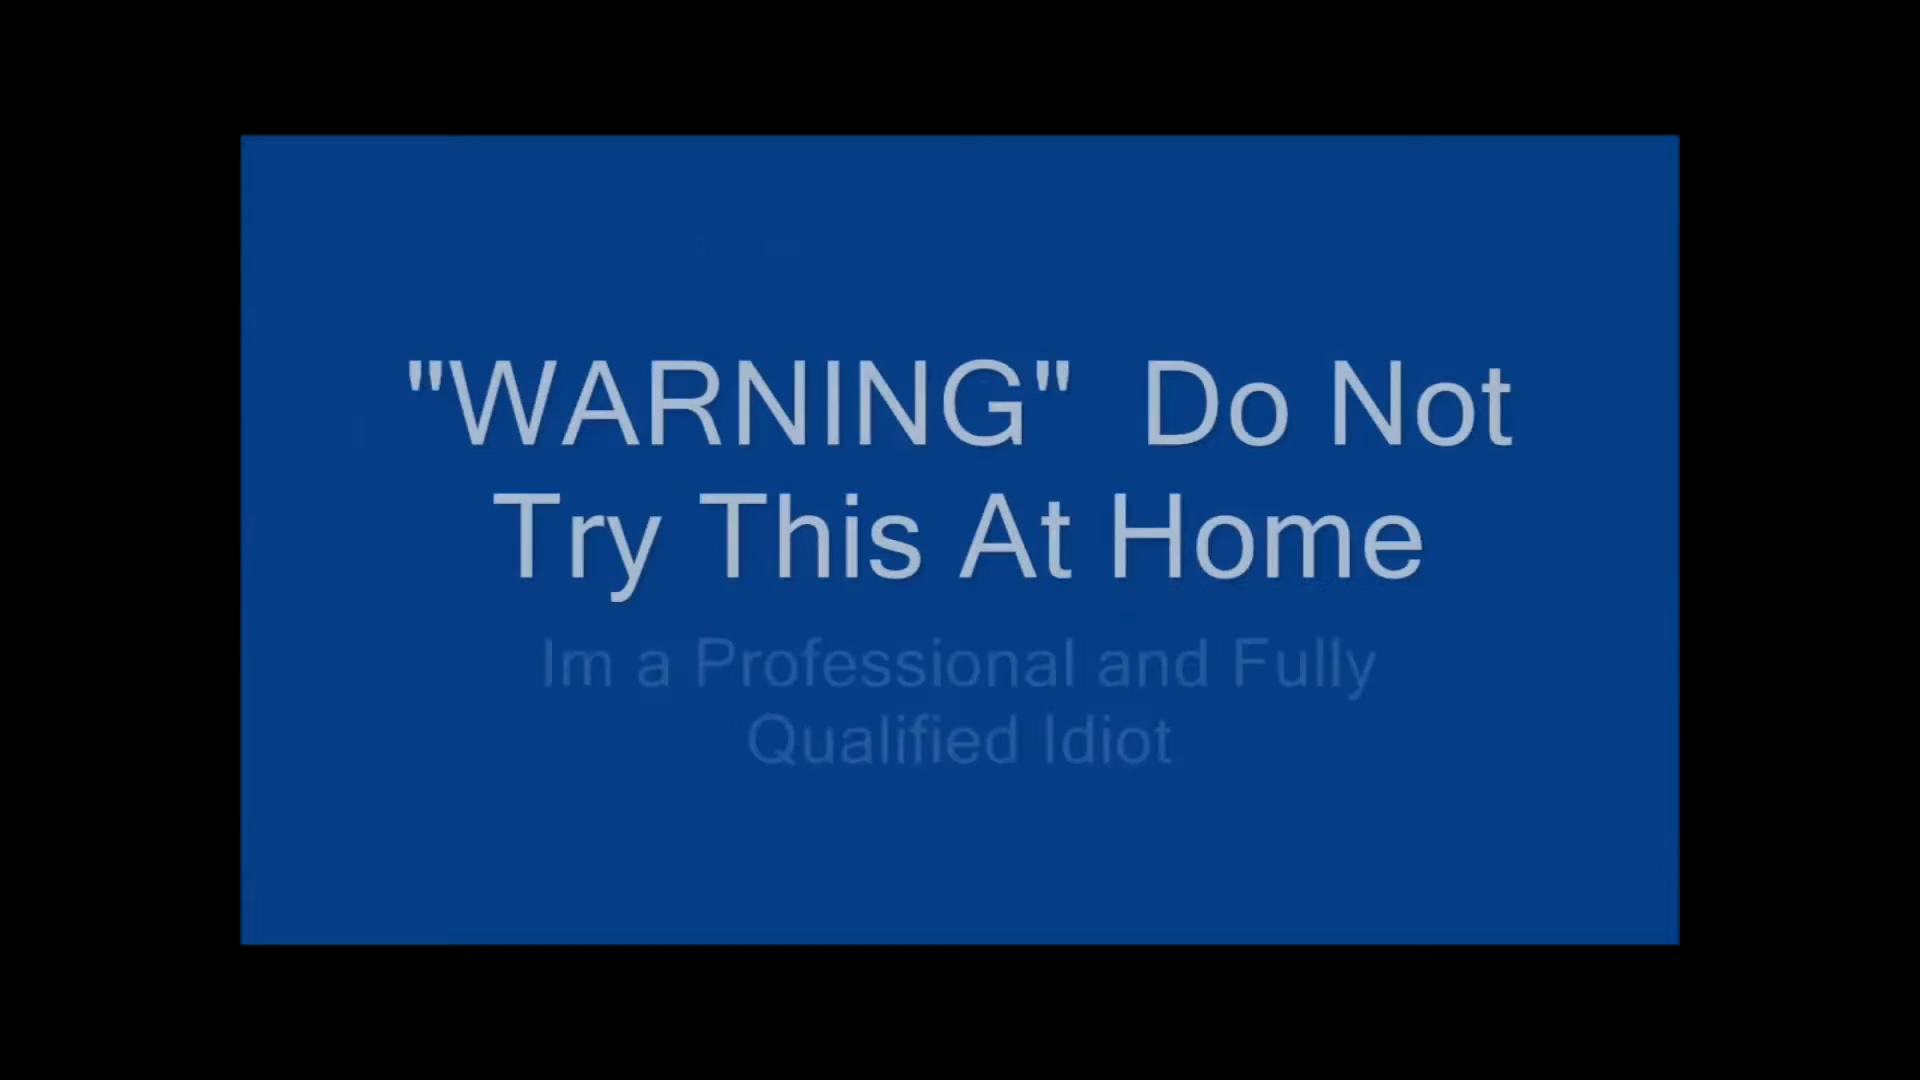 "WARNING"  Do Not
Try This At Home
Im a Professional and Fully
Qualified Idiot